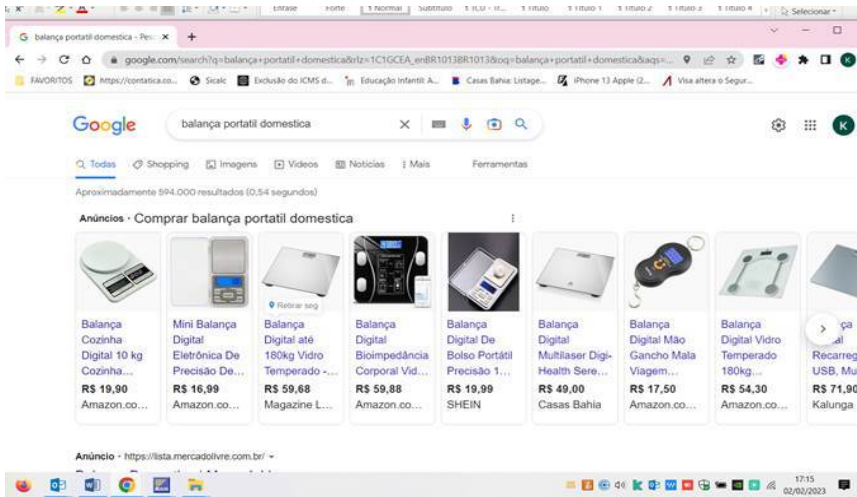 Ênfase Forte ¶ Normal Subtítulo ¶ TCU - Tí... ¶ Título ¶ Título 1 ¶ Título 2 ¶ Título 3 ¶ Título 4 Selecionar
balança portatil domestica - Pes
google.com/search?q=balança+portatil+domestica&rlz=1C1GCEA_enBR1013BR1013&oq=balança+portatil+domestica&aqs=...
FAVORITOS https://contatica.co... Sicalc Exclusão do ICMS d... Educação Infantil: A... Casas Bahia: Listage... iPhone 13 Apple (2... Visa altera o Segur...
Google balança portatil domestica K
Todas Shopping Imagens Vídeos Notícias Mais Ferramentas
Aproximadamente 594.000 resultados (0,54 segundos)
Anúncios · Comprar balança portatil domestica
Retirar seg
Balança
Cozinha
Digital 10 kg
Cozinha...
R$ 19,90
Amazon.co...
Mini Balança
Digital
Eletrônica De
Precisão De...
R$ 16,99
Amazon.co...
Balança
Digital até
180kg Vidro
Temperado -...
R$ 59,68
Magazine L...
Balança
Digital
Bioimpedância
Corporal Vid...
R$ 59,88
Amazon.co...
Balança
Digital De
Bolso Portátil
Precisão 1...
R$ 19,99
SHEIN
Balança
Digital
Multilaser Digi-
Health Sere...
R$ 49,00
Casas Bahia
Balança
Digital Mão
Gancho Mala
Viagem...
R$ 17,50
Amazon.co...
Balança
Digital Vidro
Temperado
180kg...
R$ 54,30
Amazon.co...
Recarreg
USB, Mu
R$ 71,90
Kalunga
Anúncio · https://lista.mercadolivre.com.br/
17:15
02/02/2023